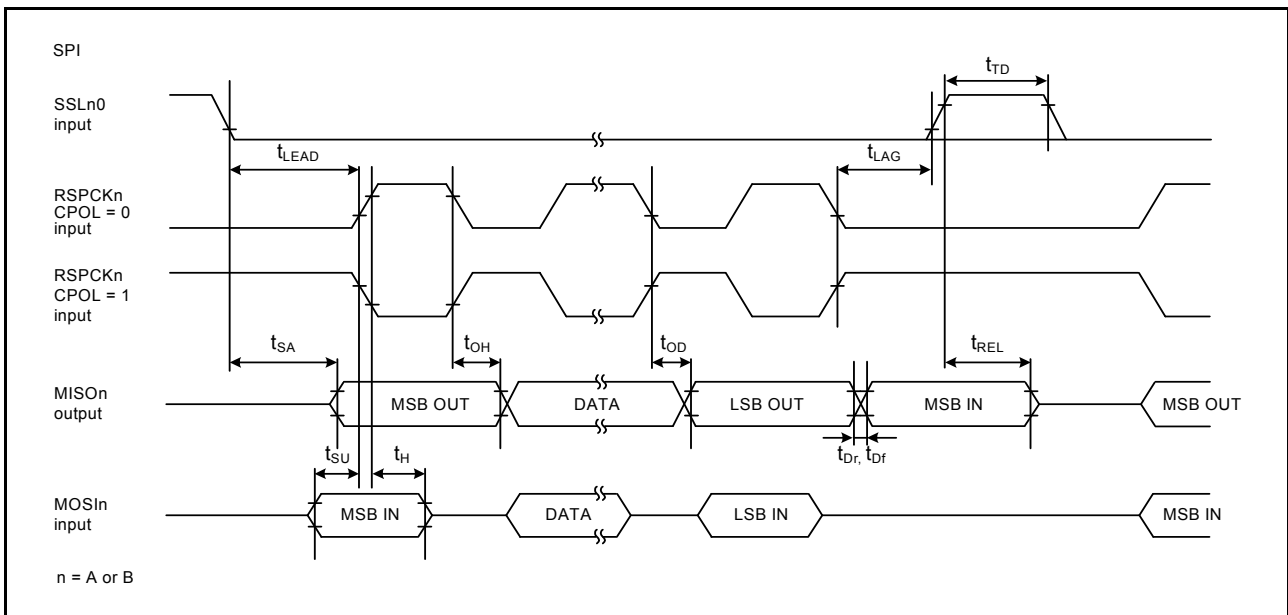 SPI
tTD
SSLn0
input
tLEAD
tLAG
RSPCKn
CPOL = 0
input
RSPCKn
CPOL = 1
input
tSA
tOH
tOD
tREL
MISOn
output
MSB OUT
DATA
LSB OUT
MSB IN
MSB OUT
tSU
tH
tDr, tDf
MOSIn
input
MSB IN
DATA
LSB IN
MSB IN
n = A or B